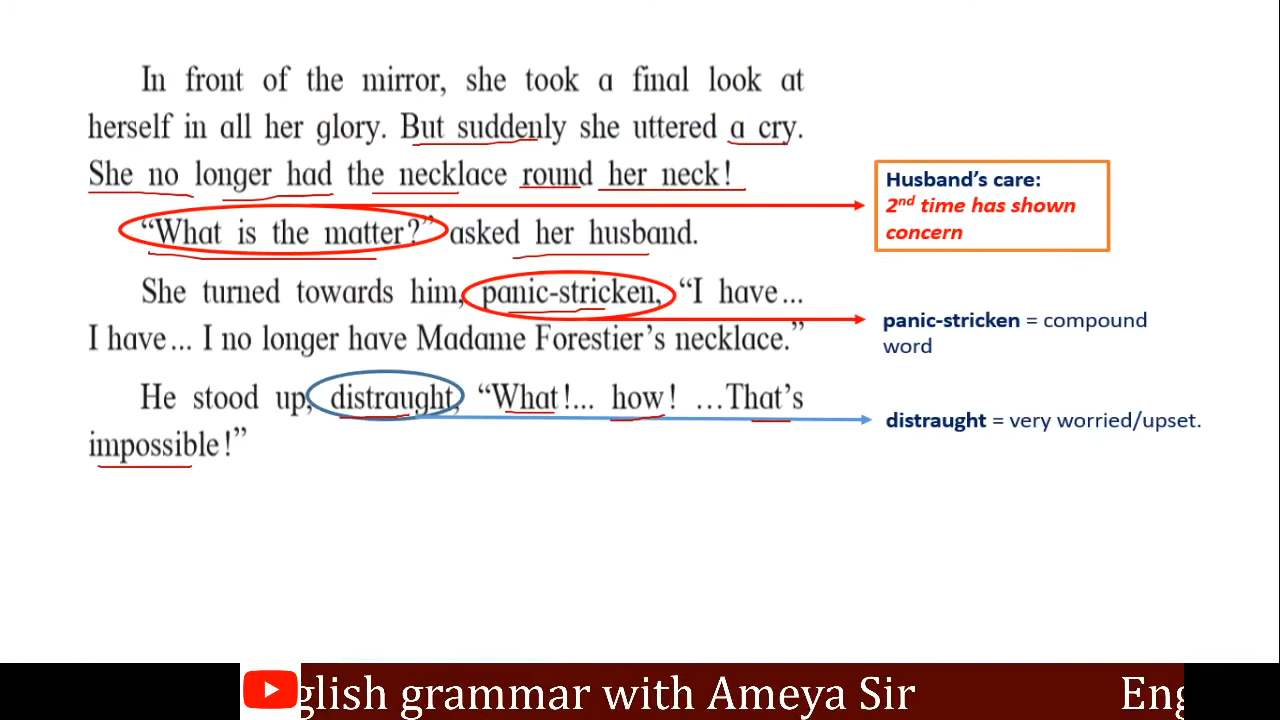 In front of the mirror, she took a final look at
herself in all her glory. But suddenly she uttered a cry.
She no longer had the necklace round her neck!
“What is the matter?” asked her husband.
She turned towards him, panic-stricken, “I have...
I have... I no longer have Madame Forestier’s necklace.”
He stood up, distraught, “What!... how! ...That’s
impossible!”
Husband’s care:
2nd time has shown
concern
panic-stricken = compound
word
distraught = very worried/upset.
glish grammar with Ameya Sir Eng